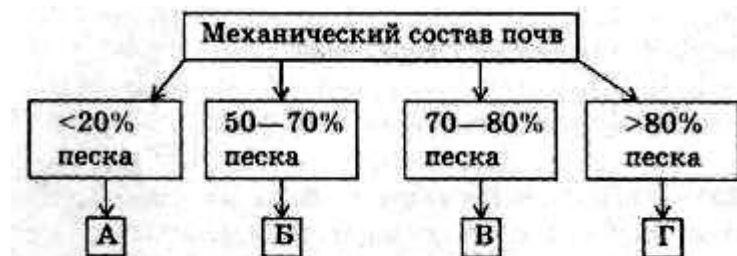 Механический состав почв
<20%
песка
50—70%
песка
70—80%
песка
>80%
песка
А
Б
В
Г